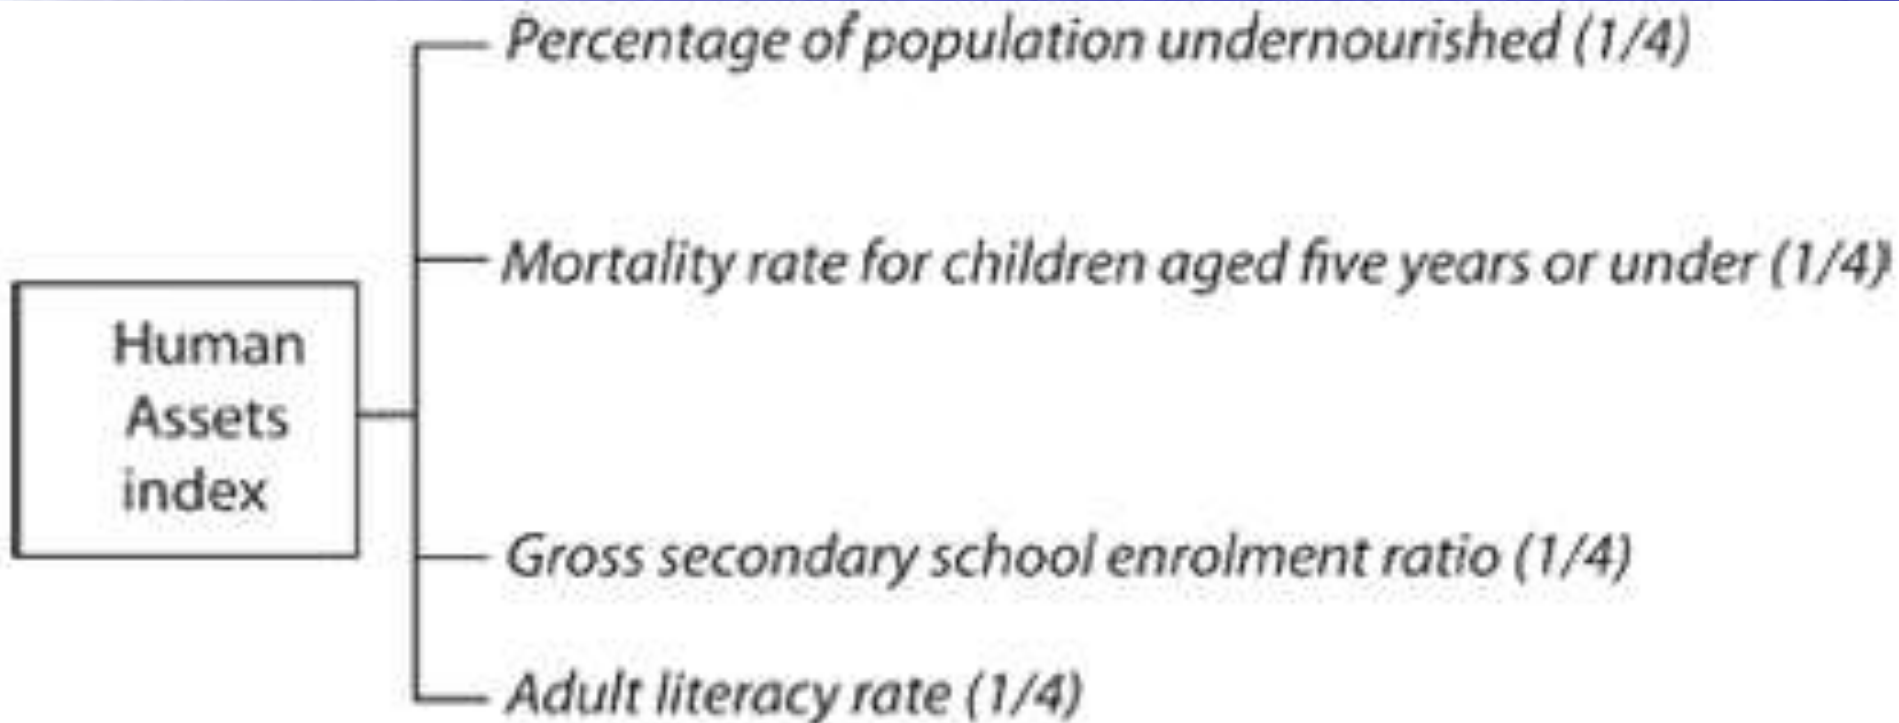 Percentage of population undernourished (1/4)
Mortality rate for children aged five years or under (1/4)
Human
Assets
index
Gross secondary school enrolment ratio (1/4)
Adult literacy rate (1/4)